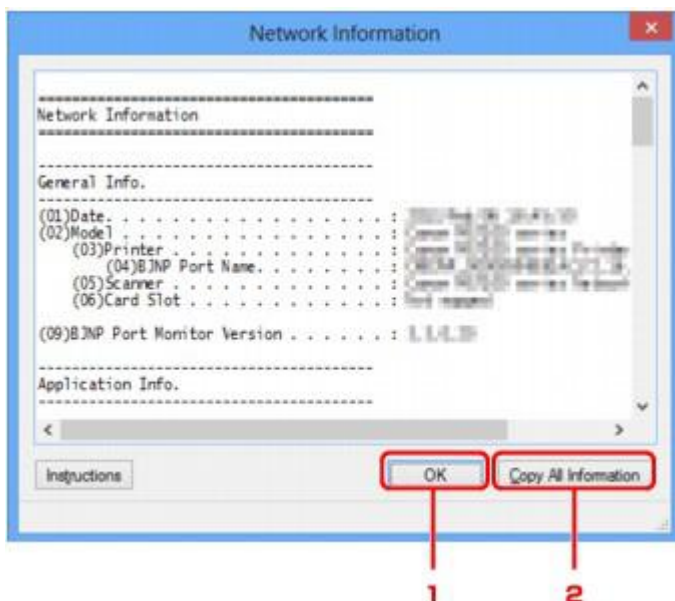 Network Information
========================================
Network Information
========================================
----------------------------------------
General Info.
----------------------------------------
(01)Date. . . . . . . . . . . . . . . . . :
(02)Model . . . . . . . . . . . . . . . . :
(03)Printer . . . . . . . . . . . . . :
(04)BJNP Port Name. . . . . . . . :
(05)Scanner . . . . . . . . . . . . . :
(06)Card Slot . . . . . . . . . . . . :
(09)BJNP Port Monitor Version . . . . . . :
----------------------------------------
Application Info.
----------------------------------------
Instructions OK Copy All Information
1 2